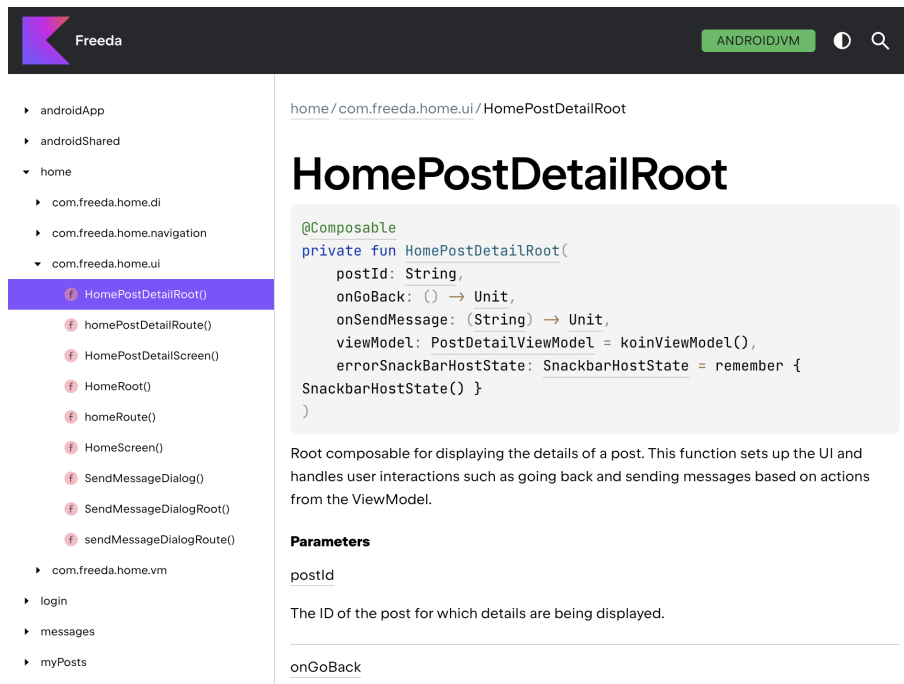 Freeda
ANDROIDJVM
androidApp
androidShared
home
com.freeda.home.di
com.freeda.home.navigation
com.freeda.home.ui
f HomePostDetailRoot()
f homePostDetailRoute()
f HomePostDetailScreen()
f HomeRoot()
f homeRoute()
f HomeScreen()
f SendMessageDialog()
f SendMessageDialogRoot()
f sendMessageDialogRoute()
com.freeda.home.vm
login
messages
myPosts
home/com.freeda.home.ui/HomePostDetailRoot
HomePostDetailRoot
@Composable
private fun HomePostDetailRoot(
    postId: String,
    onGoBack: () → Unit,
    onSendMessage: (String) → Unit,
    viewModel: PostDetailViewModel = koinViewModel(),
    errorSnackBarHostState: SnackbarHostState = remember {
SnackbarHostState() }
)
Root composable for displaying the details of a post. This function sets up the UI and
handles user interactions such as going back and sending messages based on actions
from the ViewModel.
Parameters
postId
The ID of the post for which details are being displayed.
onGoBack